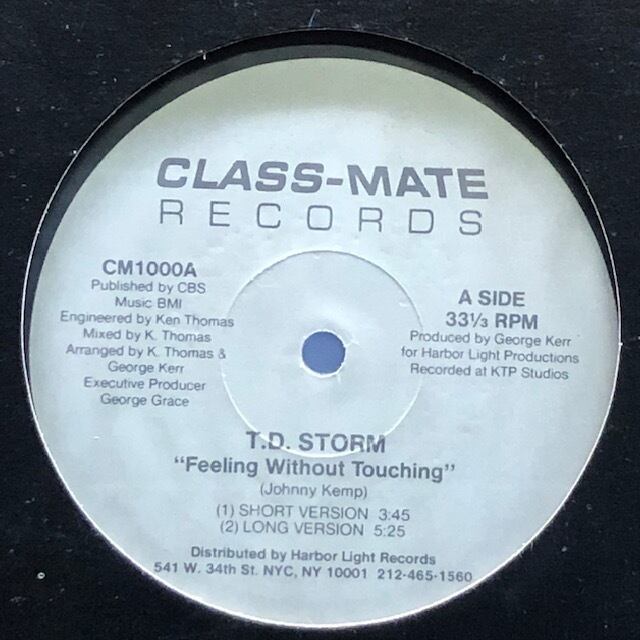 CLASS-MATE
RECORDS
CM1000A
Published by CBS
Music BMI
Engineered by Ken Thomas
Mixed by K. Thomas
Arranged by K. Thomas &
George Kerr
Executive Producer
George Grace
A SIDE
33⅓ RPM
Produced by George Kerr
for Harbor Light Productions
Recorded at KTP Studios
T.D. STORM
"Feeling Without Touching"
(Johnny Kemp)
(1) SHORT VERSION 3:45
(2) LONG VERSION 5:25
Distributed by Harbor Light Records
541 W. 34th St. NYC, NY 10001 212-465-1560